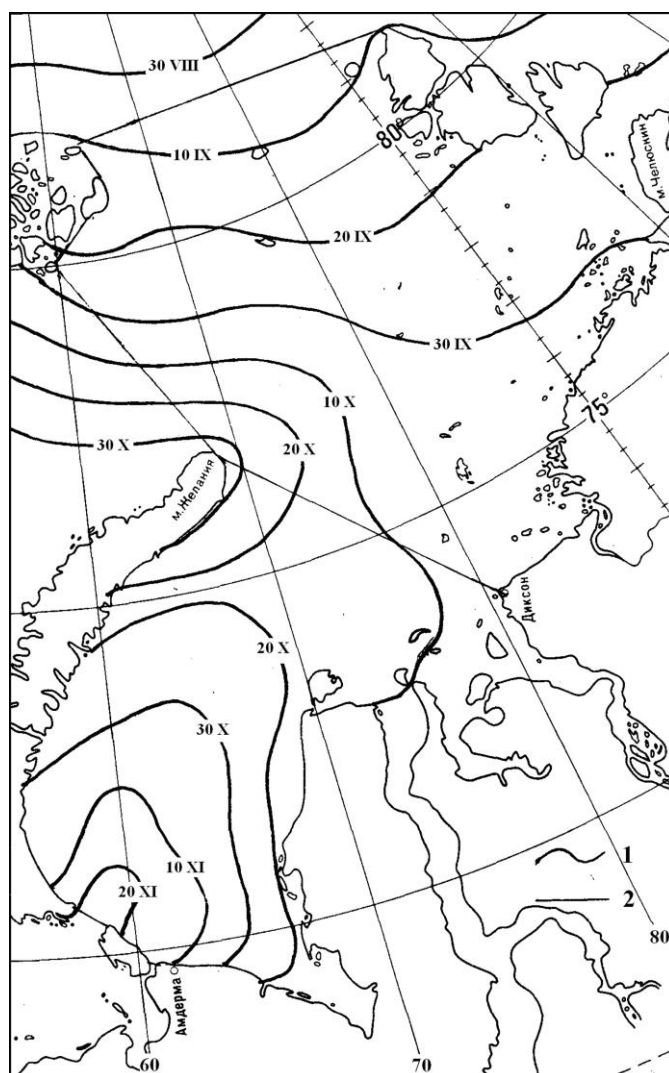 30 VIII
10 IX
80°
м. Челюскин
20 IX
30 IX
10 X
75°
20 X
30 X
м. Желания
Диксон
20 X
30 X
10 XI
20 XI
1
2
80
Амдерма
60
70